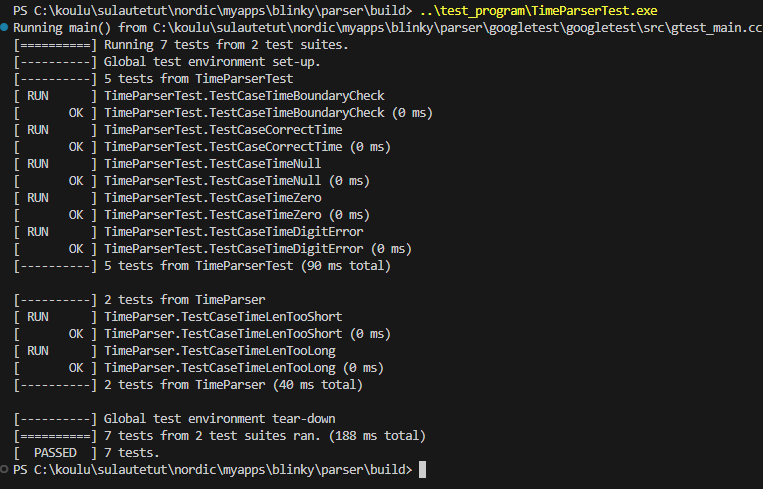 PS C:\koulu\sulautetut\nordic\myapps\blinky\parser\build> ..\test_program\TimeParserTest.exe
Running main() from C:\koulu\sulautetut\nordic\myapps\blinky\parser\googletest\googletest\src\gtest_main.cc
[==========] Running 7 tests from 2 test suites.
[----------] Global test environment set-up.
[----------] 5 tests from TimeParserTest
[ RUN      ] TimeParserTest.TestCaseTimeBoundaryCheck
[       OK ] TimeParserTest.TestCaseTimeBoundaryCheck (0 ms)
[ RUN      ] TimeParserTest.TestCaseCorrectTime
[       OK ] TimeParserTest.TestCaseCorrectTime (0 ms)
[ RUN      ] TimeParserTest.TestCaseTimeNull
[       OK ] TimeParserTest.TestCaseTimeNull (0 ms)
[ RUN      ] TimeParserTest.TestCaseTimeZero
[       OK ] TimeParserTest.TestCaseTimeZero (0 ms)
[ RUN      ] TimeParserTest.TestCaseTimeDigitError
[       OK ] TimeParserTest.TestCaseTimeDigitError (0 ms)
[----------] 5 tests from TimeParserTest (90 ms total)

[----------] 2 tests from TimeParser
[ RUN      ] TimeParser.TestCaseTimeLenTooShort
[       OK ] TimeParser.TestCaseTimeLenTooShort (0 ms)
[ RUN      ] TimeParser.TestCaseTimeLenTooLong
[       OK ] TimeParser.TestCaseTimeLenTooLong (0 ms)
[----------] 2 tests from TimeParser (40 ms total)

[----------] Global test environment tear-down
[==========] 7 tests from 2 test suites ran. (188 ms total)
[  PASSED  ] 7 tests.
PS C:\koulu\sulautetut\nordic\myapps\blinky\parser\build>